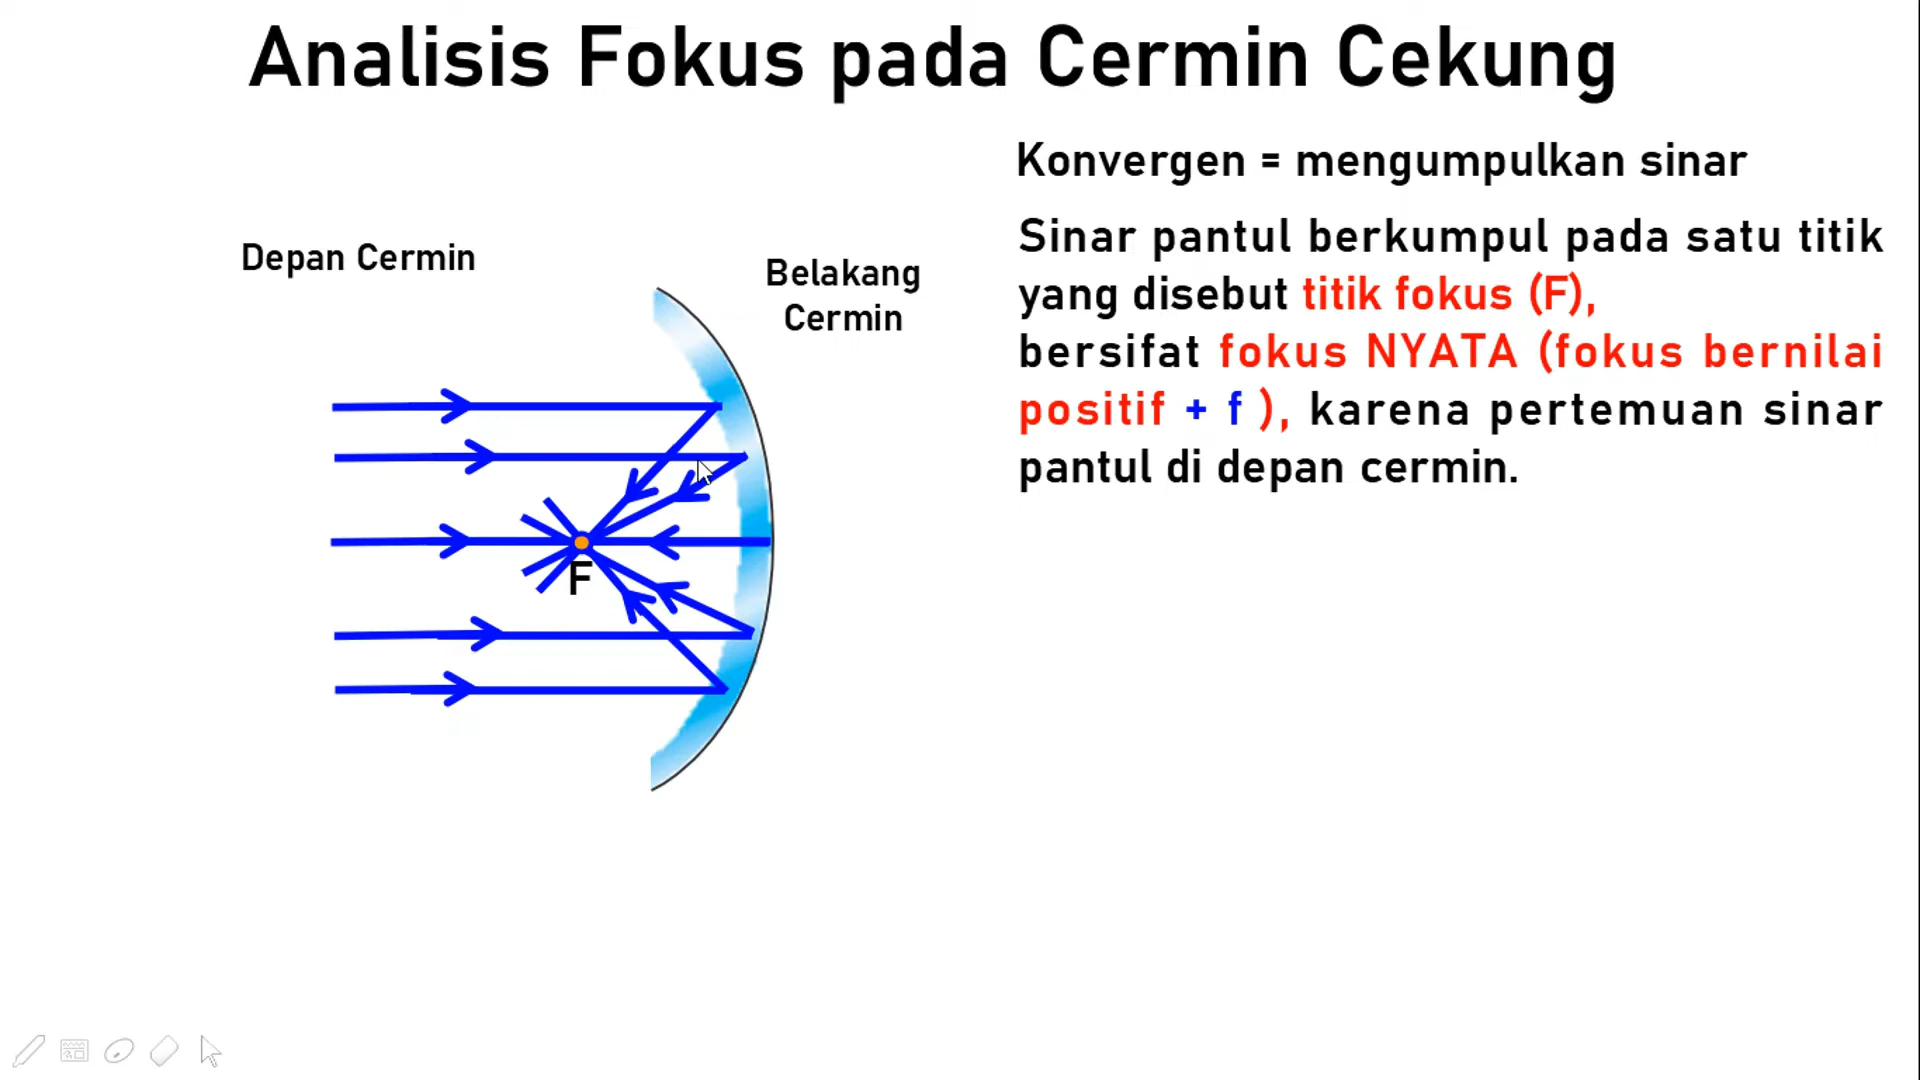 Analisis Fokus pada Cermin Cekung
Depan Cermin
Belakang
Cermin
F
Konvergen = mengumpulkan sinar
Sinar pantul berkumpul pada satu titik
yang disebut titik fokus (F),
bersifat fokus NYATA (fokus bernilai
positif + f ), karena pertemuan sinar
pantul di depan cermin.